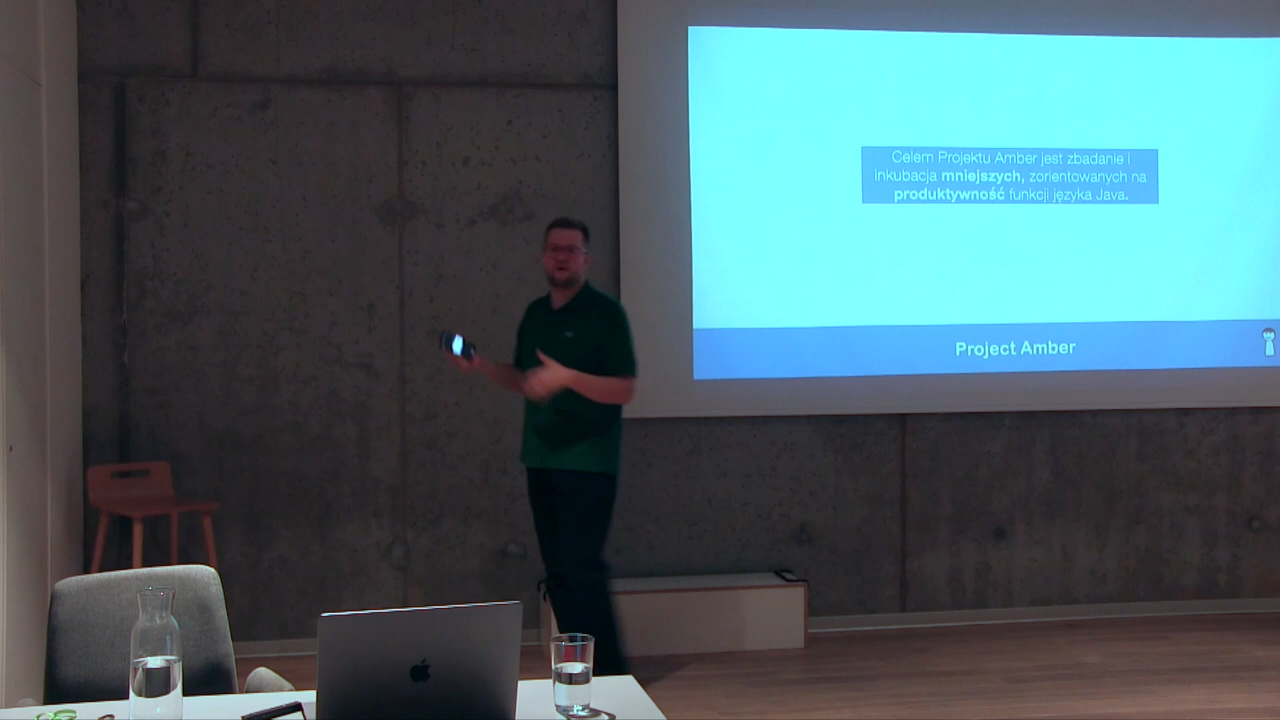 Celem Projektu Amber jest zbadanie i
inkubacja mniejszych, zorientowanych na
produktywność funkcji języka Java.
Project Amber